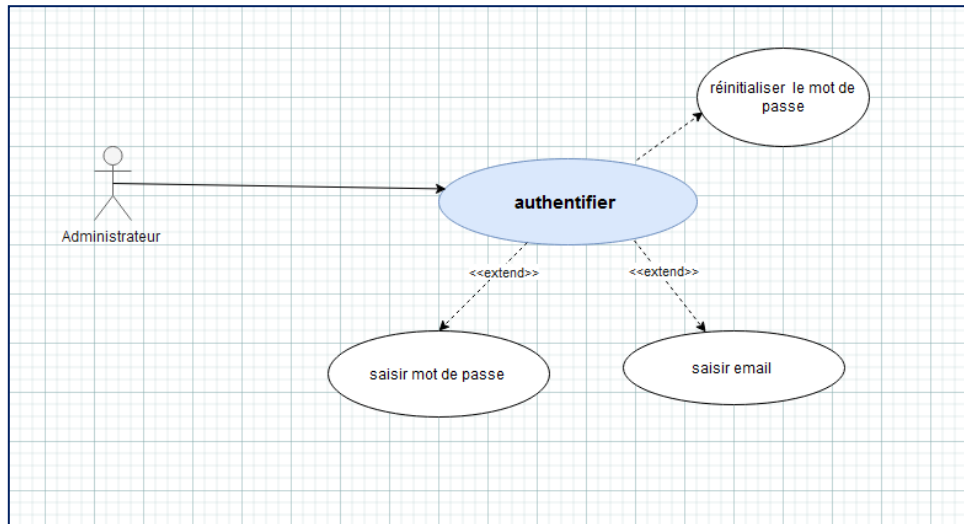 réinitialiser le mot de
passe
authentifier
Administrateur
<<extend>>
<<extend>>
saisir mot de passe
saisir email